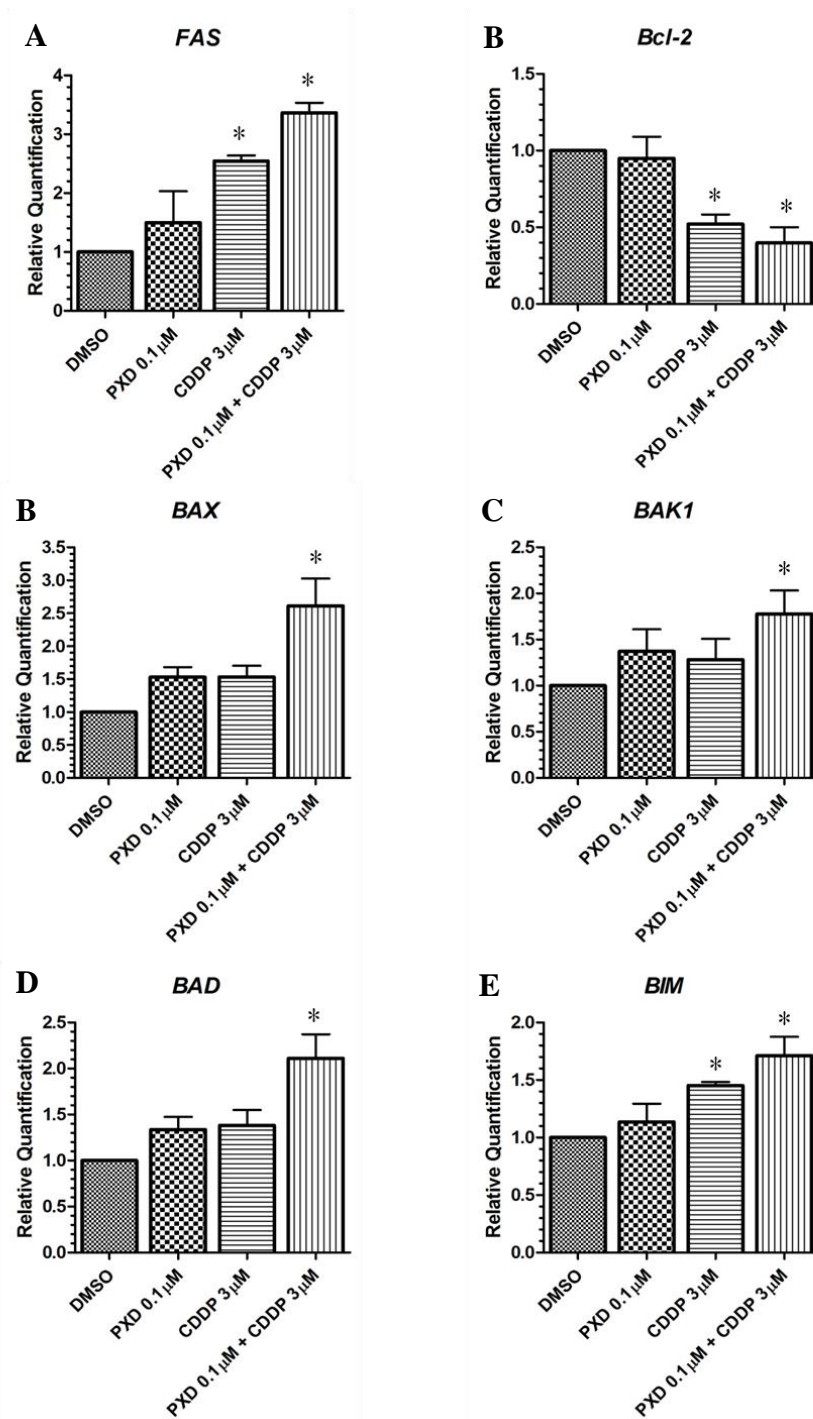 A
FAS
Relative Quantification
4
3
2
1
0
*
*
DMSO
PXD 0.1μM
CDDP 3μM
PXD 0.1μM + CDDP 3μM
B
Bcl-2
Relative Quantification
1.5
1.0
0.5
0.0
*
*
DMSO
PXD 0.1μM
CDDP 3μM
PXD 0.1μM + CDDP 3μM
B
BAX
Relative Quantification
3.5
3.0
2.5
2.0
1.5
1.0
0.5
0.0
*
DMSO
PXD 0.1μM
CDDP 3μM
PXD 0.1μM + CDDP 3μM
C
BAK1
Relative Quantification
2.5
2.0
1.5
1.0
0.5
0.0
*
DMSO
PXD 0.1μM
CDDP 3μM
PXD 0.1μM + CDDP 3μM
D
BAD
Relative Quantification
2.5
2.0
1.5
1.0
0.5
0.0
*
DMSO
PXD 0.1μM
CDDP 3μM
PXD 0.1μM + CDDP 3μM
E
BIM
Relative Quantification
2.0
1.5
1.0
0.5
0.0
*
*
DMSO
PXD 0.1μM
CDDP 3μM
PXD 0.1μM + CDDP 3μM